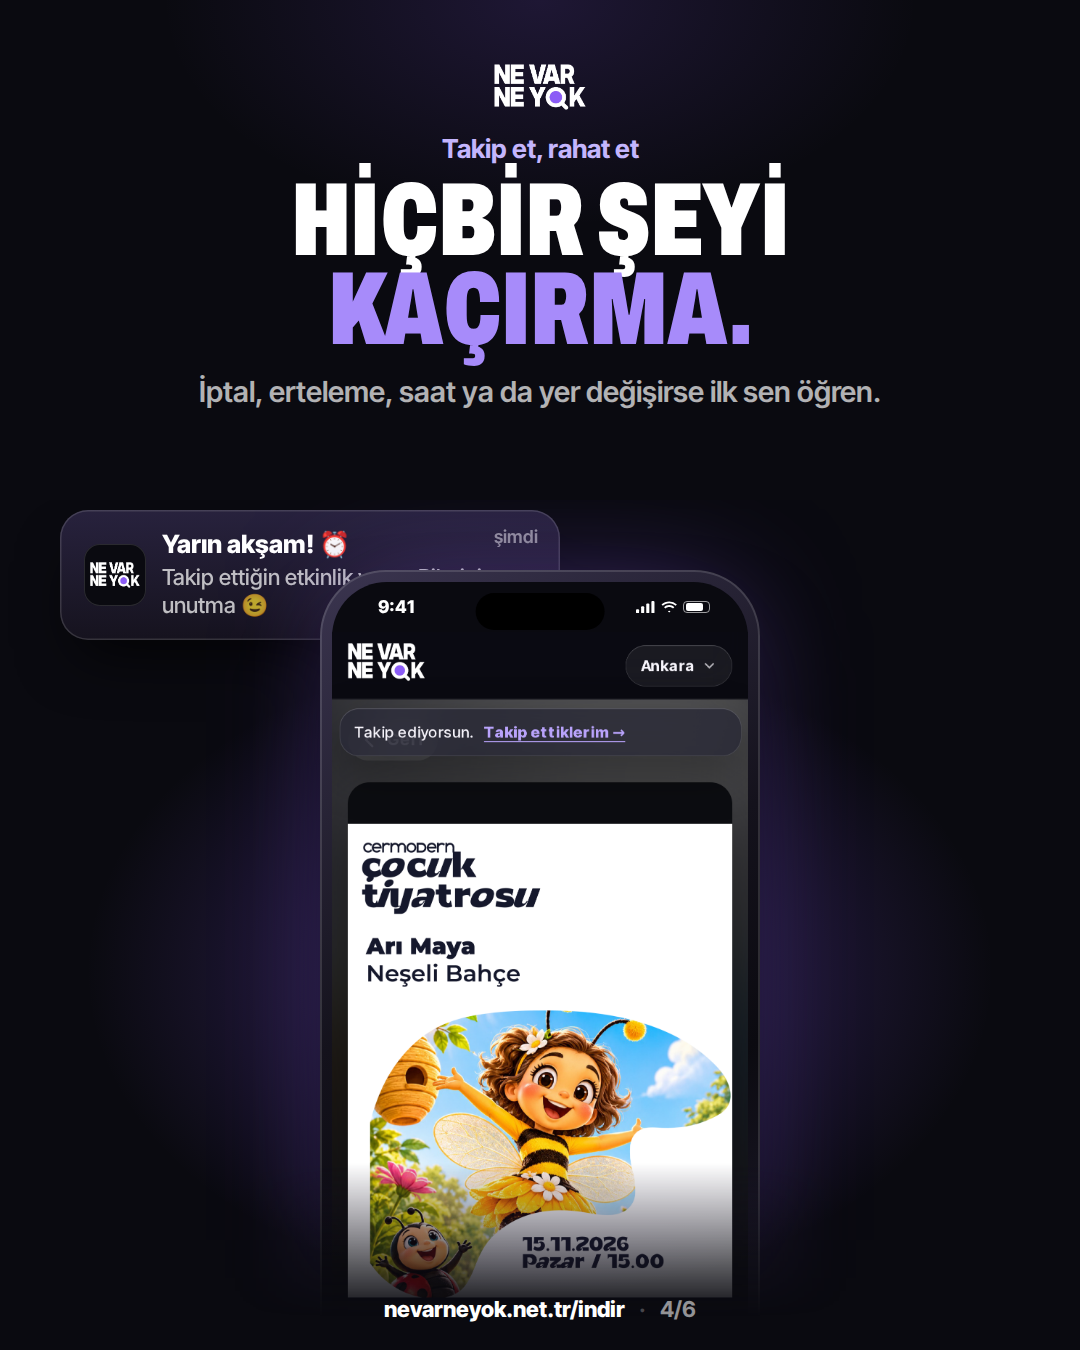 NE VAR
NE YOK
Takip et, rahat et
HİÇBİR ŞEYİ
KAÇIRMA.
İptal, erteleme, saat ya da yer değişirse ilk sen öğren.
Yarın akşam! ⏰
şimdi
Takip ettiğin etkinlik
unutma 😉
NE VAR
NE YOK
9:41
NE VAR
NE YOK
Ankara
Takip ediyorsun. Takip ettiklerim →
cermodern
çocuk
tiyatrosu
Arı Maya
Neşeli Bahçe
15.11.2026
Pazar / 15.00
nevarneyok.net.tr/indir · 4/6